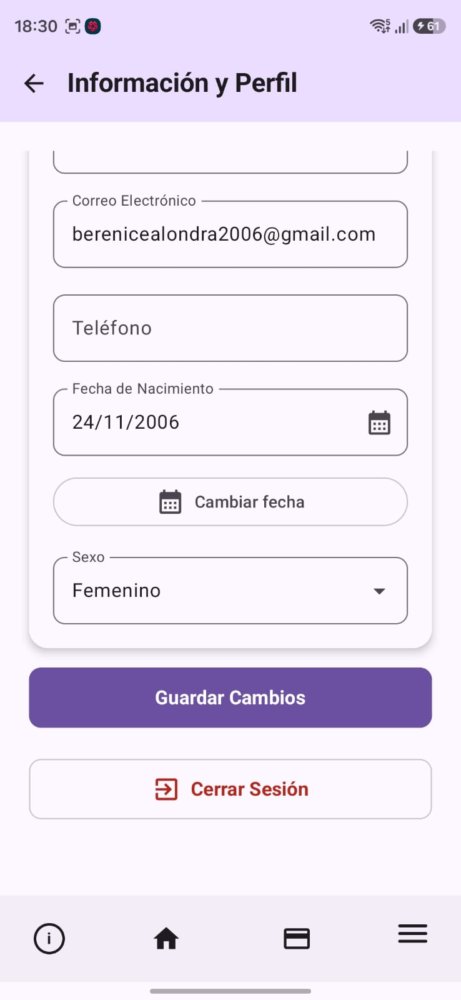 18:30
5
61
Información y Perfil
Correo Electrónico
berenicealondra2006@gmail.com
Teléfono
Fecha de Nacimiento
24/11/2006
Cambiar fecha
Sexo
Femenino
Guardar Cambios
Cerrar Sesión